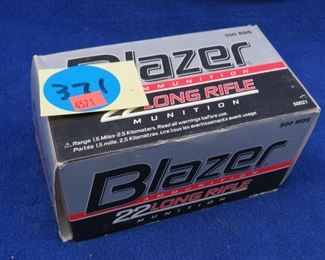 500 RDS
Blazer
AMMUNITION
22 LONG RIFLE
MUNITION
50021
371
4571
Range 1.5 Miles-2.5 Kilometers. Read all warnings before use.
Portée 1.5 mille. 2.5 Kilomètres. Lire tous les avertissements avant usage.
500 RDS
Blazer
AMMUNITION
22 LONG RIFLE
MUNITION